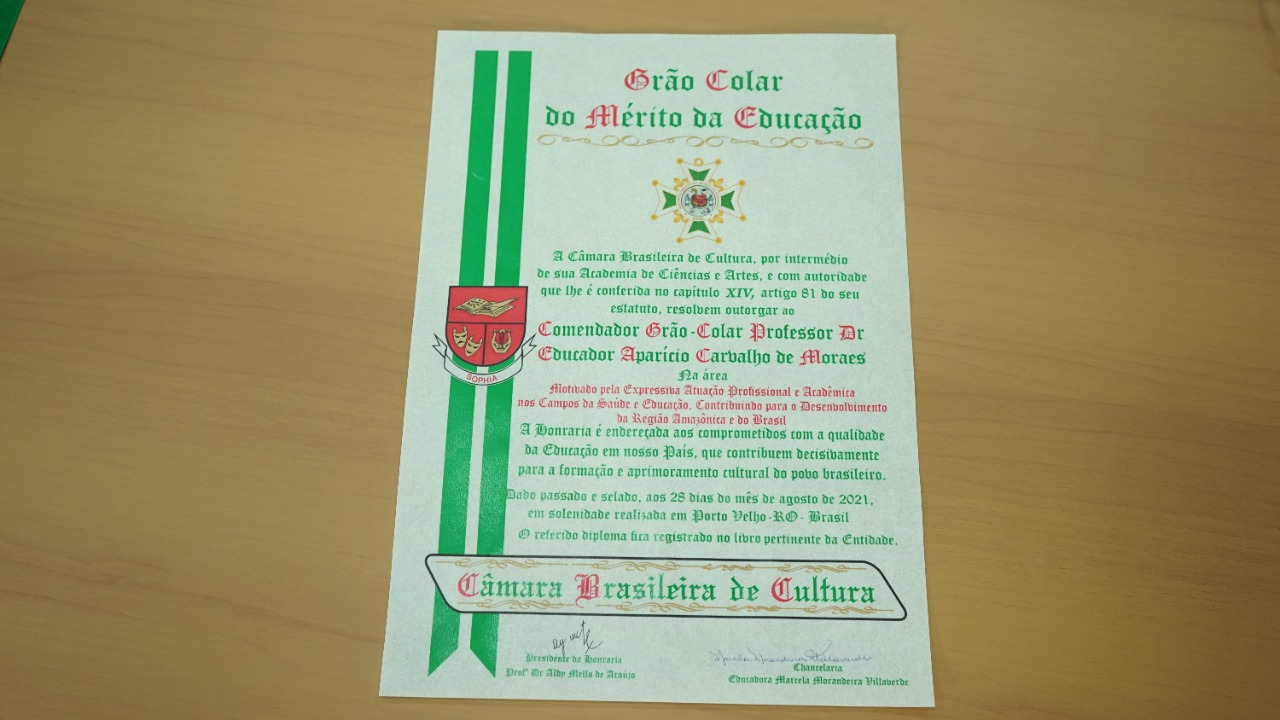 Grão Colar
do Mérito da Educação
A Câmara Brasileira de Cultura, por intermédio
de sua Academia de Ciências e Artes, e com autoridade
que lhe é conferida no capítulo XIV, artigo 81 do seu
estatuto, resolvem outorgar ao
Comendador Grão-Colar Professor Dr
Educador Aparício Carvalho de Moraes
Na área
Motivado pela Expressiva Atuação Profissional e Acadêmica
nos Campos da Saúde e Educação, Contribuindo para o Desenvolvimento
da Região Amazônica e do Brasil
A Honraria é endereçada aos comprometidos com a qualidade
da Educação em nosso País, que contribuem decisivamente
para a formação e aprimoramento cultural do povo brasileiro.
Dado passado e selado, aos 28 dias do mês de agosto de 2021,
em solenidade realizada em Porto Velho-RO- Brasil
O referido diploma fica registrado no livro pertinente da Entidade.
SOPHIA
Câmara Brasileira de Cultura
Presidente da Honraria
Profº Dr Aldy Mello de Araújo
Chancelaria
Educadora Marcela Morandeira Villaverde